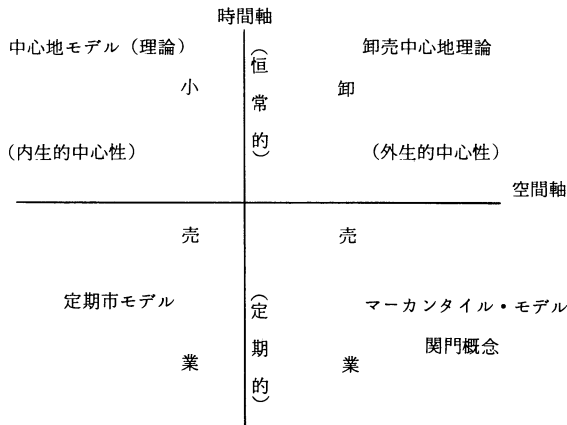 時間軸
中心地モデル（理論）
卸売中心地理論
（恒常的）
小売業
卸売業
（内生的中心性）
（外生的中心性）
空間軸
定期市モデル
（定期的）
マーカンタイル・モデル
関門概念